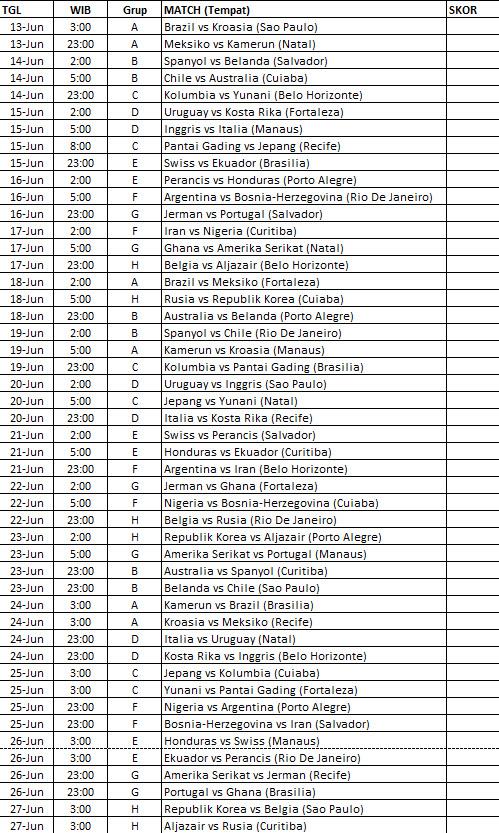 TGL WIB Grup MATCH (Tempat) SKOR
13-Jun 3:00 A Brazil vs Kroasia (Sao Paulo)
13-Jun 23:00 A Meksiko vs Kamerun (Natal)
14-Jun 2:00 B Spanyol vs Belanda (Salvador)
14-Jun 5:00 B Chile vs Australia (Cuiaba)
14-Jun 23:00 C Kolumbia vs Yunani (Belo Horizonte)
15-Jun 2:00 D Uruguay vs Kosta Rika (Fortaleza)
15-Jun 5:00 D Inggris vs Italia (Manaus)
15-Jun 8:00 C Pantai Gading vs Jepang (Recife)
15-Jun 23:00 E Swiss vs Ekuador (Brasilia)
16-Jun 2:00 E Perancis vs Honduras (Porto Alegre)
16-Jun 5:00 F Argentina vs Bosnia-Herzegovina (Rio De Janeiro)
16-Jun 23:00 G Jerman vs Portugal (Salvador)
17-Jun 2:00 F Iran vs Nigeria (Curitiba)
17-Jun 5:00 G Ghana vs Amerika Serikat (Natal)
17-Jun 23:00 H Belgia vs Aljazair (Belo Horizonte)
18-Jun 2:00 A Brazil vs Meksiko (Fortaleza)
18-Jun 5:00 H Rusia vs Republik Korea (Cuiaba)
18-Jun 23:00 B Australia vs Belanda (Porto Alegre)
19-Jun 2:00 B Spanyol vs Chile (Rio De Janeiro)
19-Jun 5:00 A Kamerun vs Kroasia (Manaus)
19-Jun 23:00 C Kolumbia vs Pantai Gading (Brasilia)
20-Jun 2:00 D Uruguay vs Inggris (Sao Paulo)
20-Jun 5:00 C Jepang vs Yunani (Natal)
20-Jun 23:00 D Italia vs Kosta Rika (Recife)
21-Jun 2:00 E Swiss vs Perancis (Salvador)
21-Jun 5:00 E Honduras vs Ekuador (Curitiba)
21-Jun 23:00 F Argentina vs Iran (Belo Horizonte)
22-Jun 2:00 G Jerman vs Ghana (Fortaleza)
22-Jun 5:00 F Nigeria vs Bosnia-Herzegovina (Cuiaba)
22-Jun 23:00 H Belgia vs Rusia (Rio De Janeiro)
23-Jun 2:00 H Republik Korea vs Aljazair (Porto Alegre)
23-Jun 5:00 G Amerika Serikat vs Portugal (Manaus)
23-Jun 23:00 B Australia vs Spanyol (Curitiba)
23-Jun 23:00 B Belanda vs Chile (Sao Paulo)
24-Jun 3:00 A Kamerun vs Brazil (Brasilia)
24-Jun 3:00 A Kroasia vs Meksiko (Recife)
24-Jun 23:00 D Italia vs Uruguay (Natal)
24-Jun 23:00 D Kosta Rika vs Inggris (Belo Horizonte)
25-Jun 3:00 C Jepang vs Kolombia (Cuiaba)
25-Jun 3:00 C Yunani vs Pantai Gading (Fortaleza)
25-Jun 23:00 F Nigeria vs Argentina (Porto Alegre)
25-Jun 23:00 F Bosnia-Herzegovina vs Iran (Salvador)
26-Jun 3:00 E Honduras vs Swiss (Manaus)
26-Jun 3:00 E Ekuador vs Perancis (Rio De Janeiro)
26-Jun 23:00 G Amerika Serikat vs Jerman (Recife)
26-Jun 23:00 G Portugal vs Ghana (Brasilia)
27-Jun 3:00 H Republik Korea vs Belgia (Sao Paulo)
27-Jun 3:00 H Aljazair vs Rusia (Curitiba)